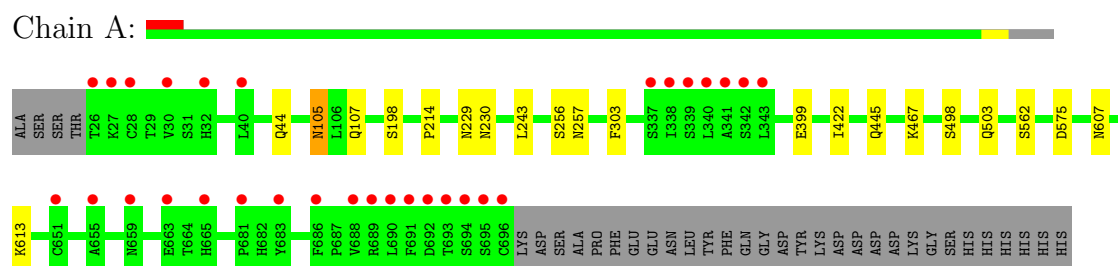 Chain A:
ALA SER SER THR T26 K27 C28 T29 V30 S31 H32 L40 Q44 N105 L106 Q107 S198 P214 N229 N230 L243 S256 N257 F303 S337 I338 S339 L340 A341 S342 L343 E399 I422 Q445 K467 S498 Q503 S562 D575 N607
K613 C651 A655 N659 E663 T664 H665 P681 H682 Y683 F686 P687 V688 R689 L690 F691 D692 T693 S694 S695 C696 LYS ASP SER ALA PRO PHE GLU GLU ASN LEU TYR PHE GLN GLY ASP TYR LYS ASP ASP ASP ASP LYS GLY SER HIS HIS HIS HIS HIS HIS